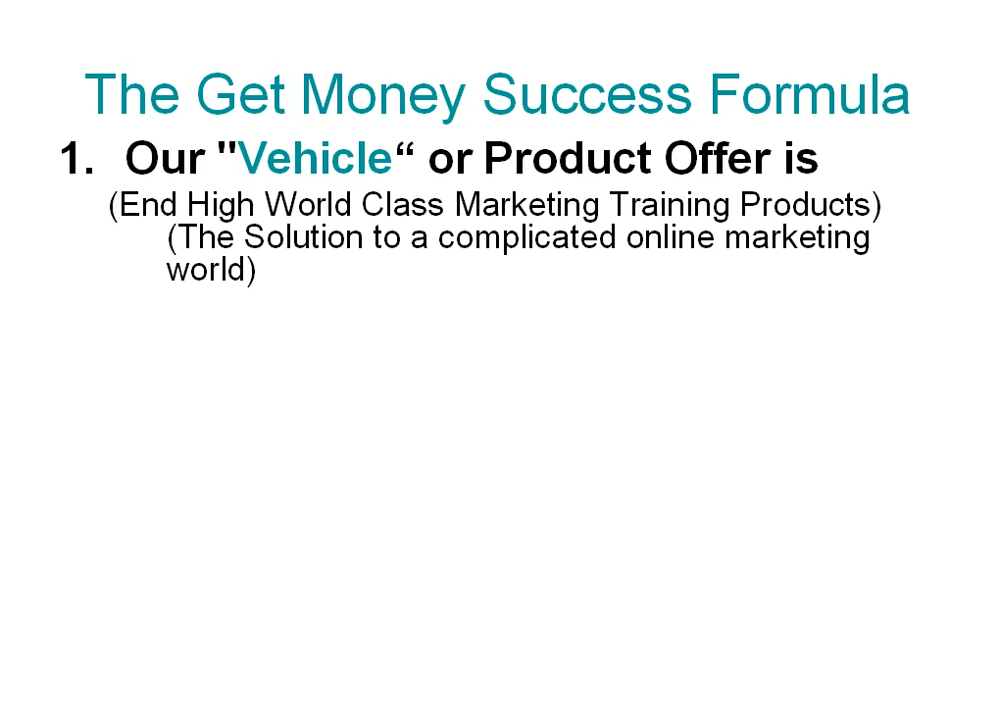 The Get Money Success Formula
1. Our "Vehicle“ or Product Offer is
(End High World Class Marketing Training Products)
(The Solution to a complicated online marketing
world)